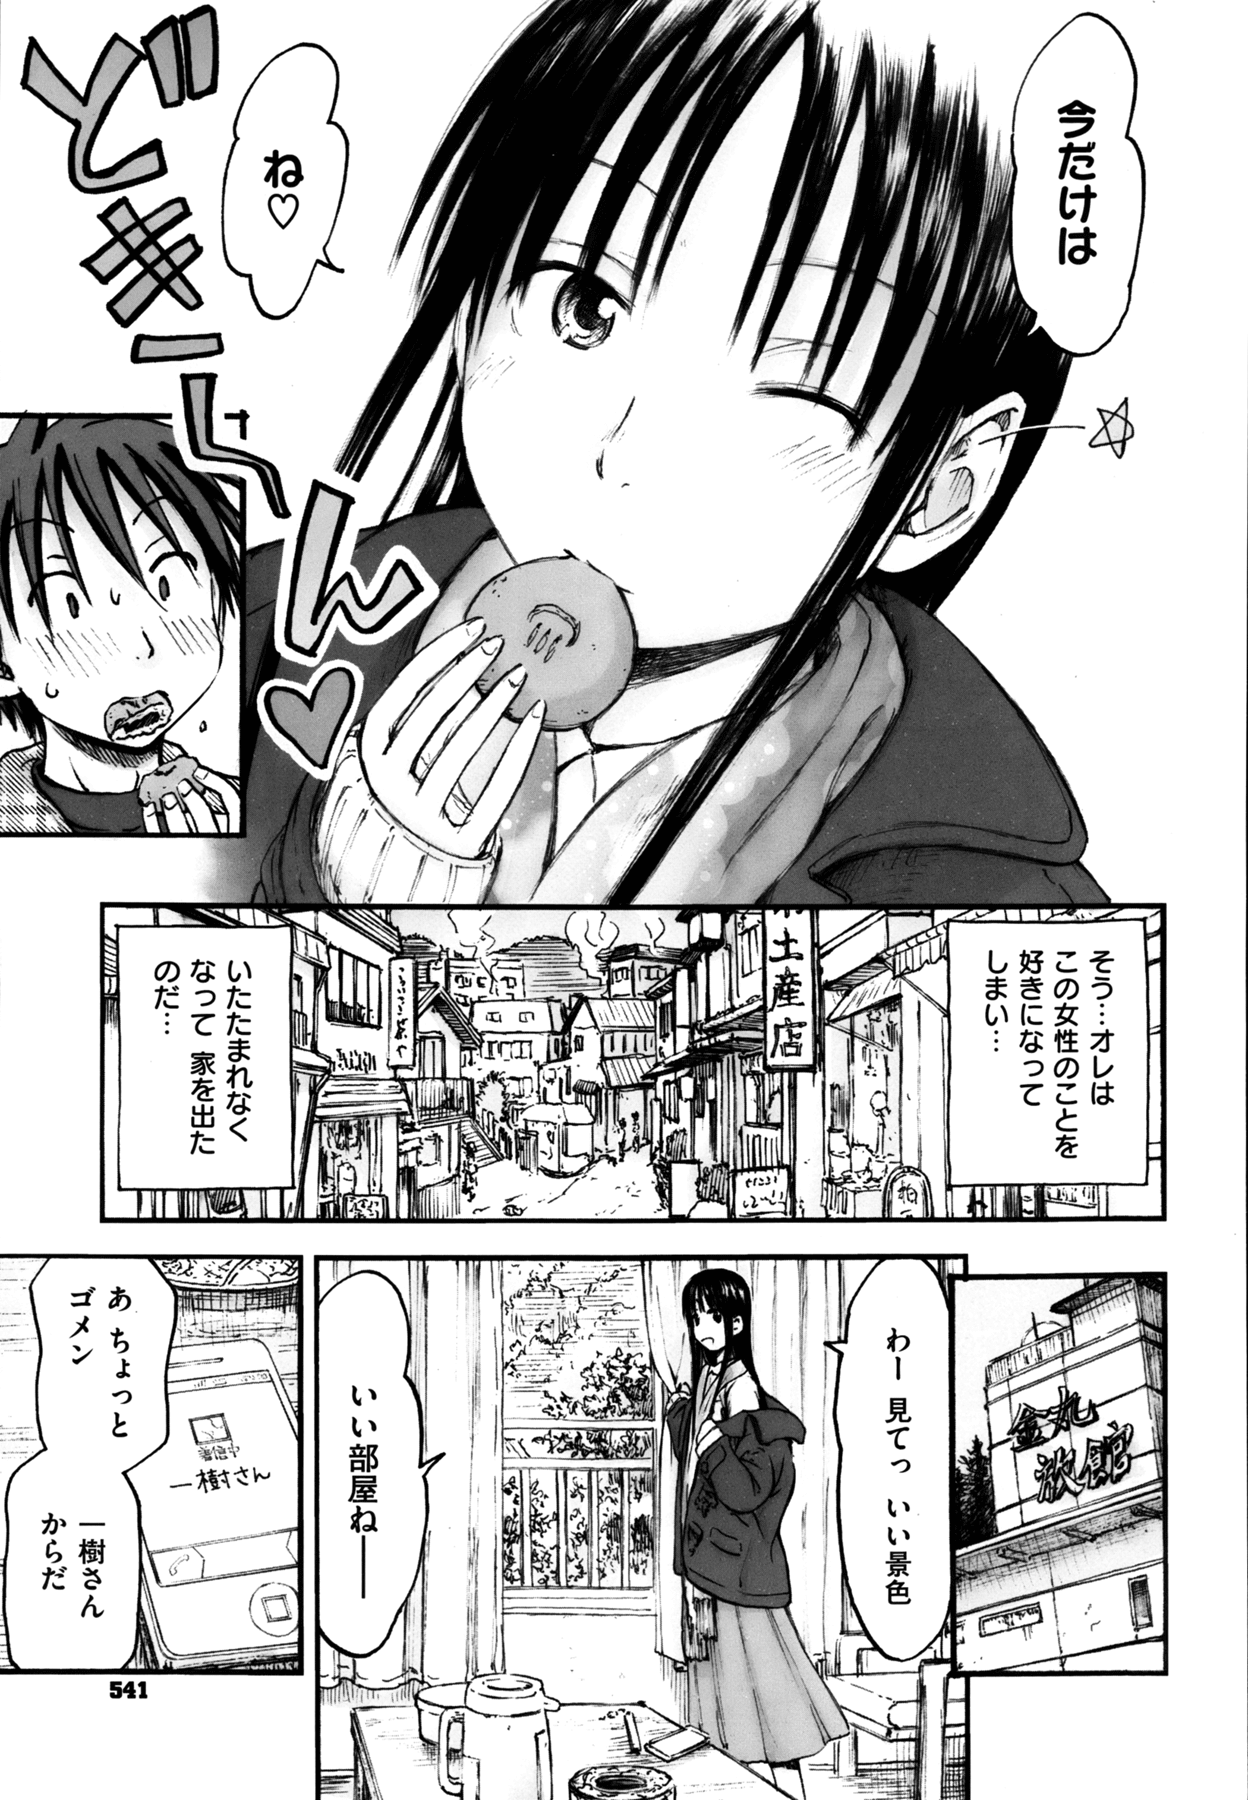 今だけは
ね♡
どきーん
そう…オレは
この女性のことを
好きになって
しまい…
いたたまれなく
なって 家を出た
のだ…
土産店
金丸
旅館
わー 見てっ いい景色
いい部屋ね――
あ ちょっと
ゴメン
一樹さん
からだ
着信中
一樹さん
541